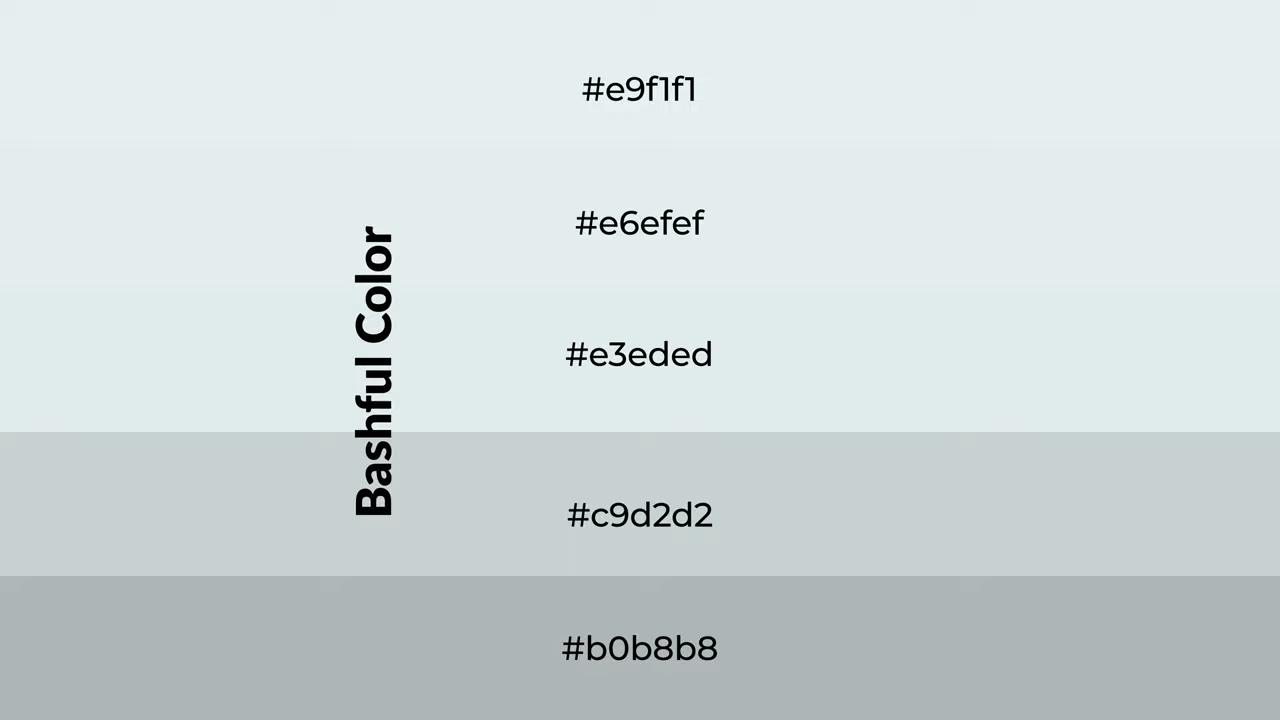 Bashful Color
#e9f1f1
#e6efef
#e3eded
#c9d2d2
#b0b8b8